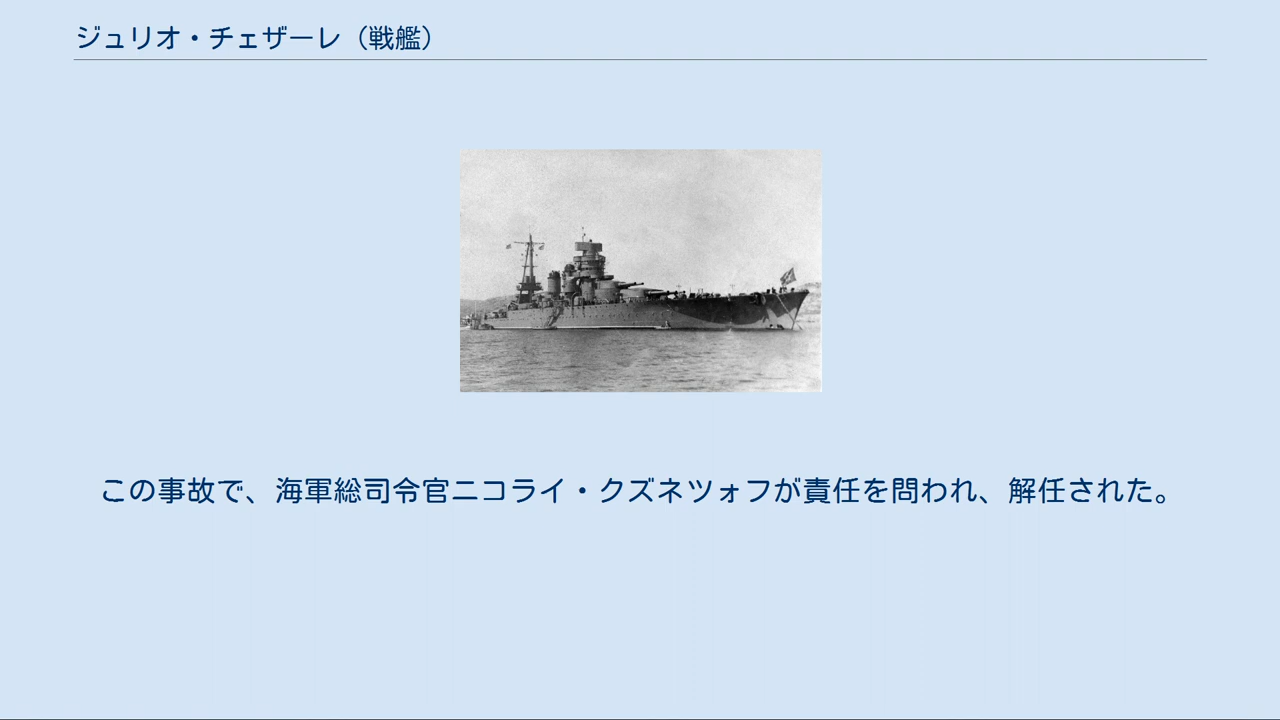 ジュリオ・チェザーレ（戦艦）
この事故で、海軍総司令官ニコライ・クズネツォフが責任を問われ、解任された。